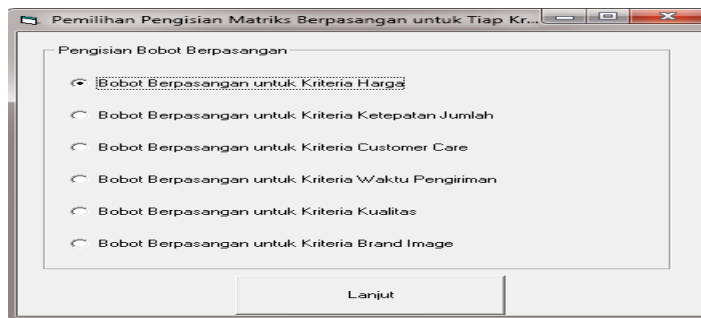 Pemilihan Pengisian Matriks Berpasangan untuk Tiap Kr...
Pengisian Bobot Berpasangan
Bobot Berpasangan untuk Kriteria Harga
Bobot Berpasangan untuk Kriteria Ketepatan Jumlah
Bobot Berpasangan untuk Kriteria Customer Care
Bobot Berpasangan untuk Kriteria Waktu Pengiriman
Bobot Berpasangan untuk Kriteria Kualitas
Bobot Berpasangan untuk Kriteria Brand Image
Lanjut